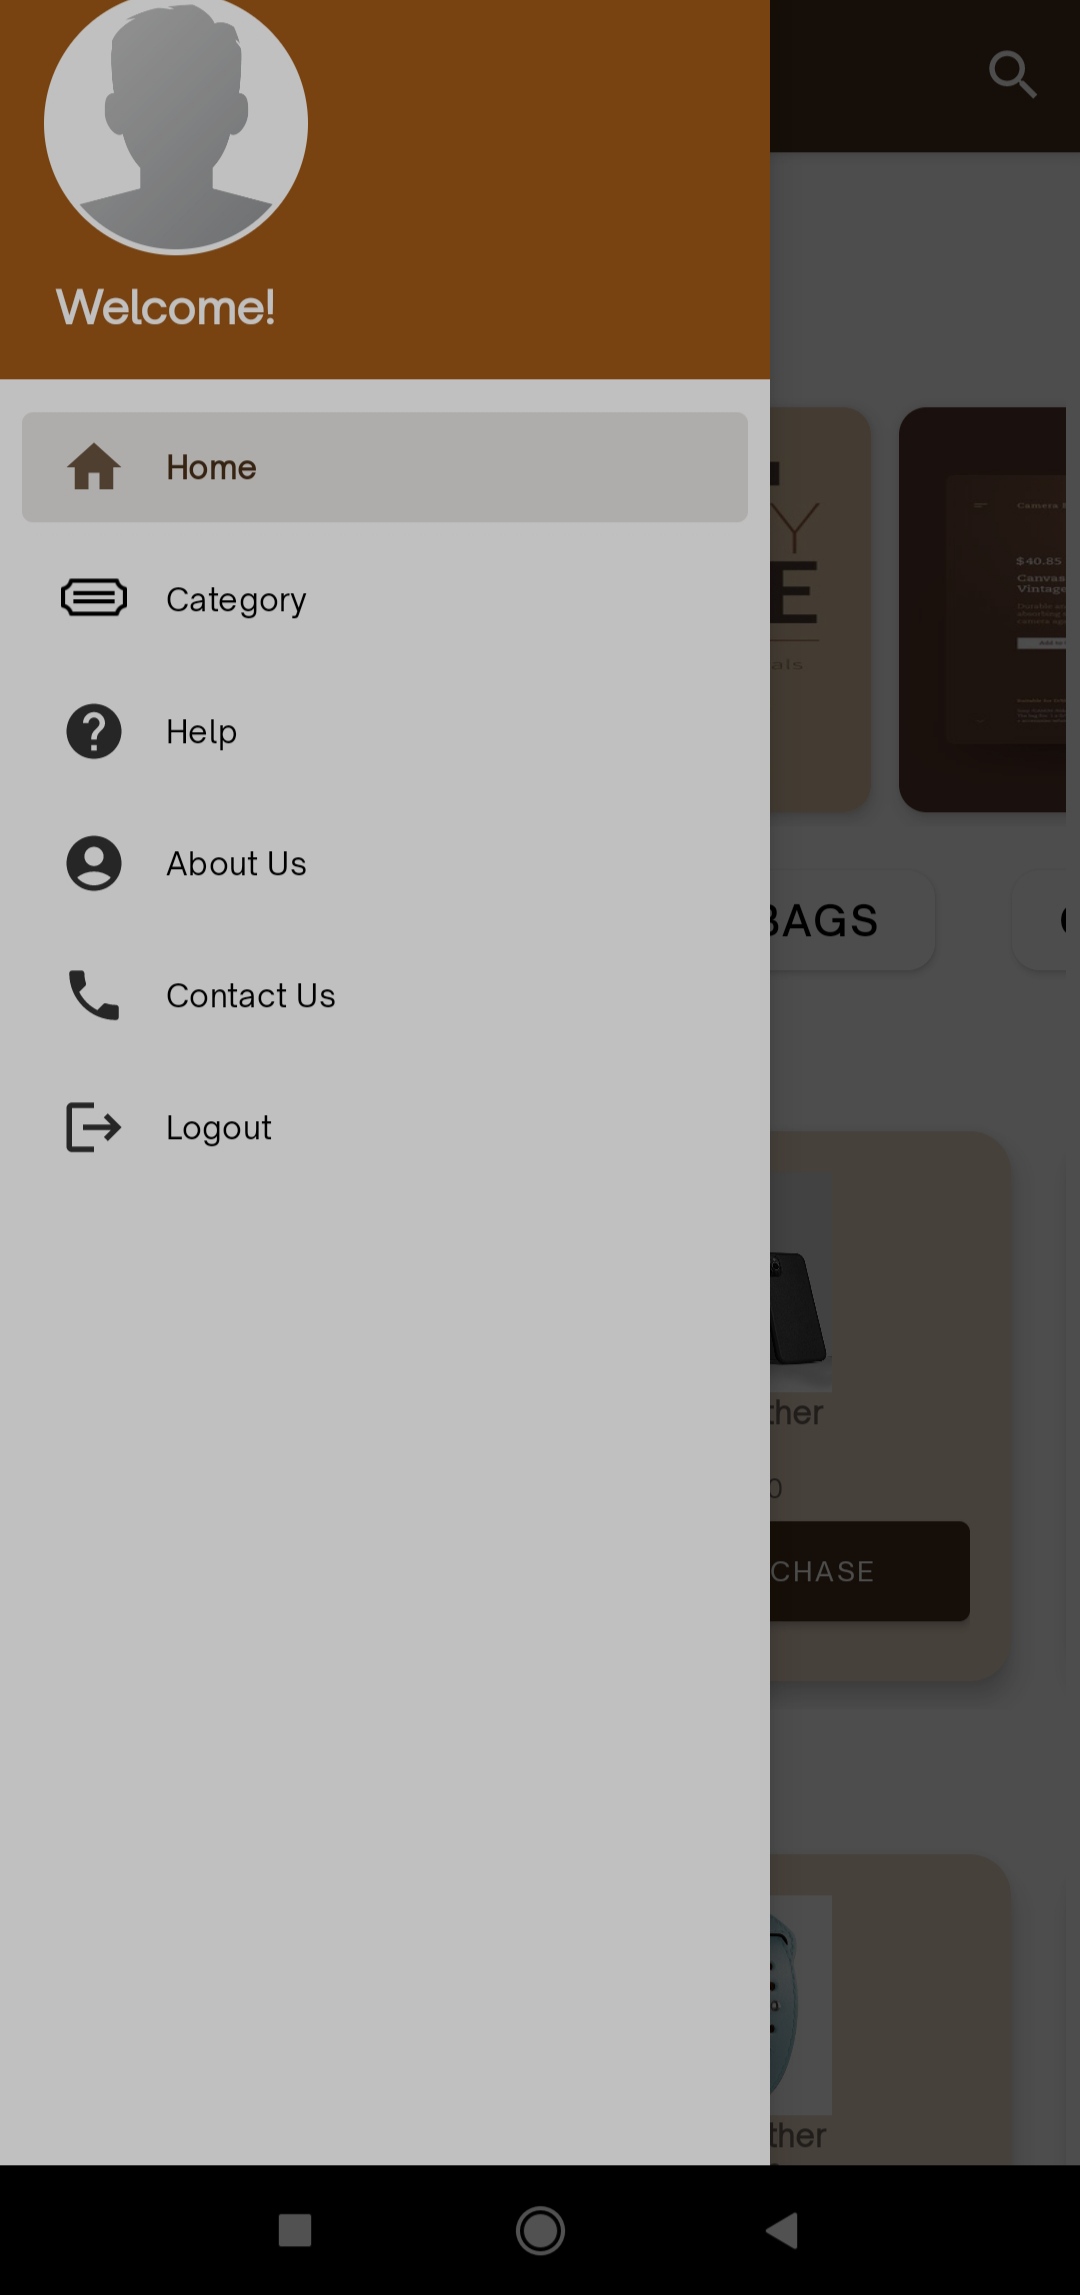 Welcome!
Home
Category
Help
About Us
Contact Us
Logout
Y
E
als
Camera
$40.85
Canvas
Vintage
BAGS
ther
0
CHASE
ther